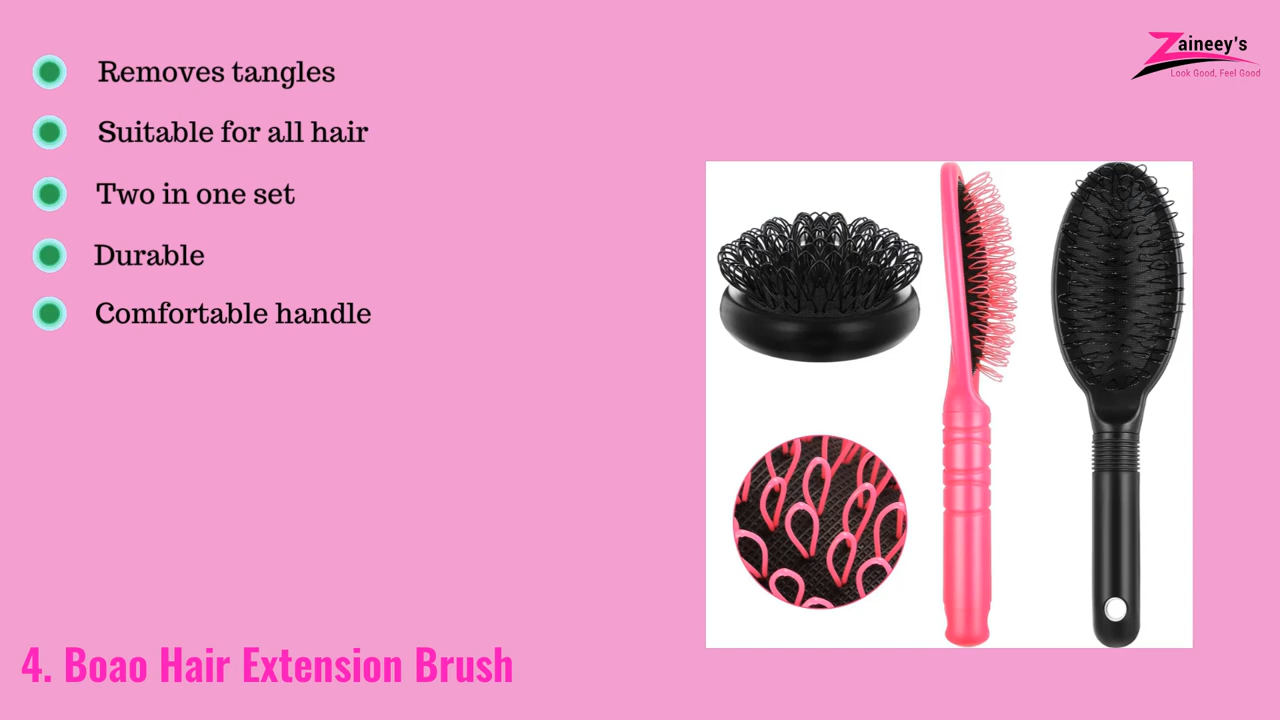 Removes tangles
Suitable for all hair
Two in one set
Durable
Comfortable handle
Zaineey's
Look Good, Feel Good
4. Boao Hair Extension Brush